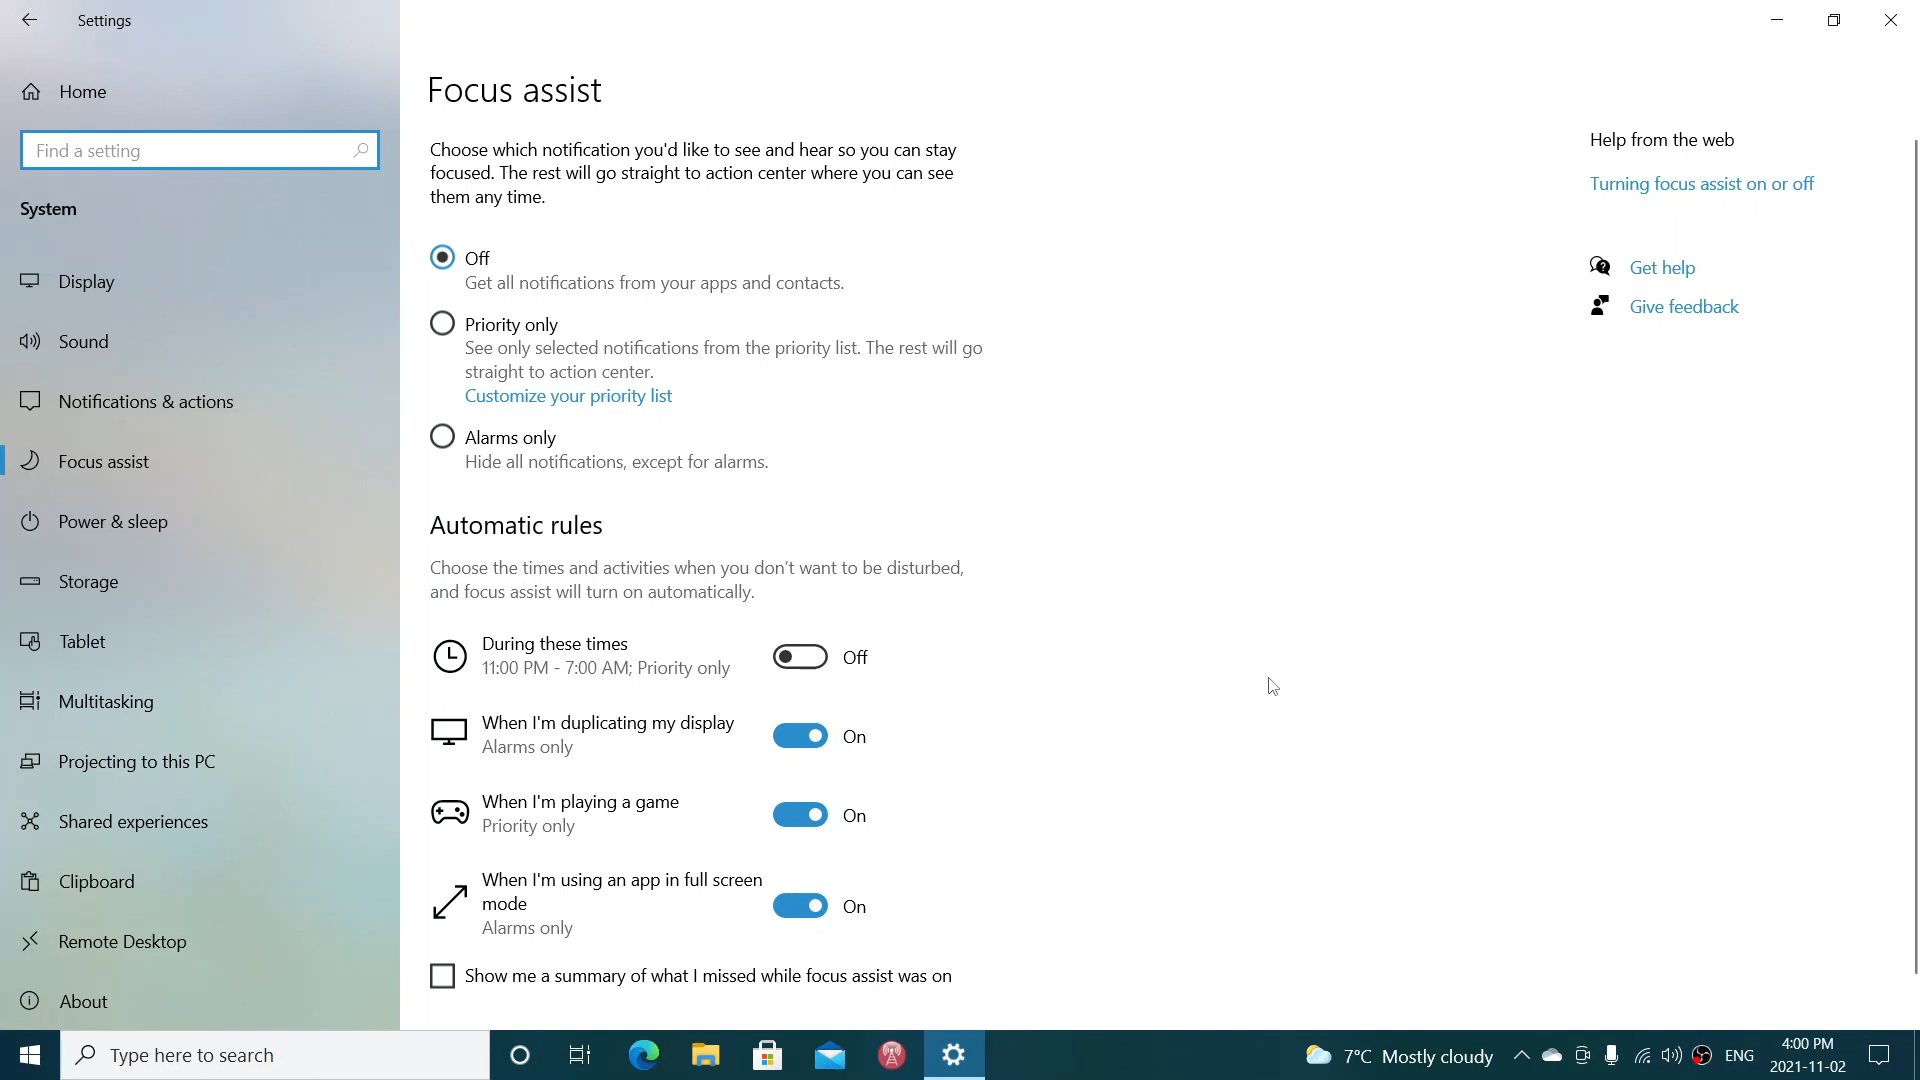 Settings
Home
Find a setting
System
Display
Sound
Notifications & actions
Focus assist
Power & sleep
Storage
Tablet
Multitasking
Projecting to this PC
Shared experiences
Clipboard
Remote Desktop
About
Focus assist
Choose which notification you'd like to see and hear so you can stay
focused. The rest will go straight to action center where you can see
them any time.
Off
Get all notifications from your apps and contacts.
Priority only
See only selected notifications from the priority list. The rest will go
straight to action center.
Customize your priority list
Alarms only
Hide all notifications, except for alarms.
Automatic rules
Choose the times and activities when you don't want to be disturbed,
and focus assist will turn on automatically.
During these times
11:00 PM - 7:00 AM; Priority only
Off
When I'm duplicating my display
Alarms only
On
When I'm playing a game
Priority only
On
When I'm using an app in full screen
mode
Alarms only
On
Show me a summary of what I missed while focus assist was on
Help from the web
Turning focus assist on or off
Get help
Give feedback
Type here to search
7°C Mostly cloudy
ENG
4:00 PM
2021-11-02